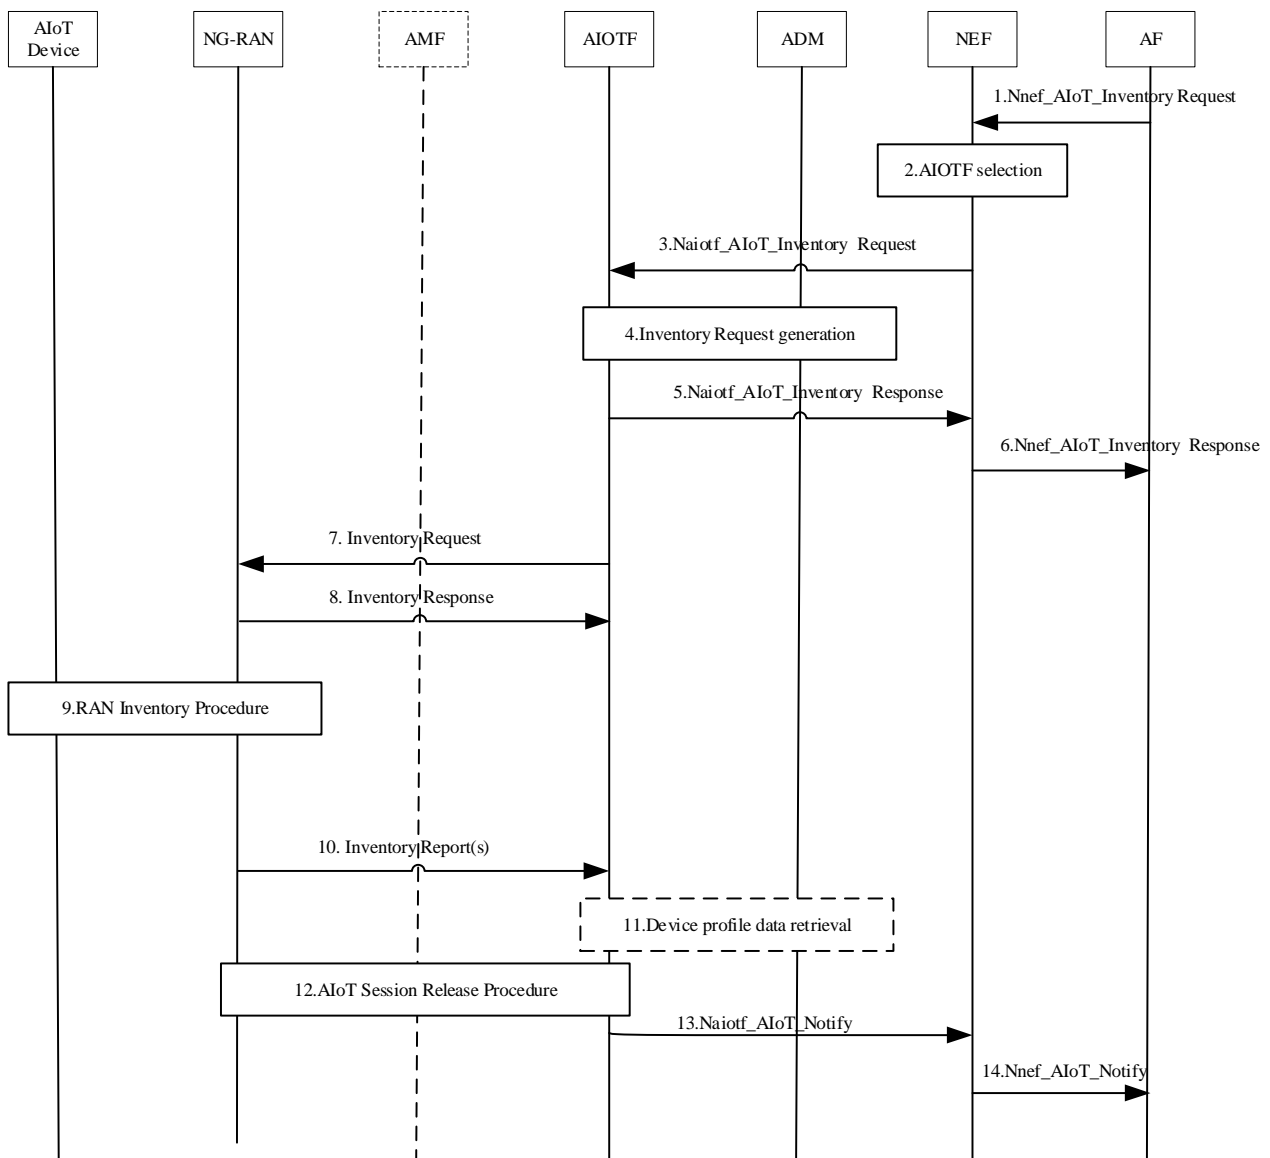 AIoT
Device
NG-RAN
AMF
AIOTF
ADM
NEF
AF
1.Nnef_AIoT_Inventory Request
2.AIOTF selection
3.Naiotf_AIoT_Inventory Request
4.Inventory Request generation
5.Naiotf_AIoT_Inventory Response
6.Nnef_AIoT_Inventory Response
7. Inventory Request
8. Inventory Response
9.RAN Inventory Procedure
10. Inventory Report(s)
11.Device profile data retrieval
12.AIoT Session Release Procedure
13.Naiotf_AIoT_Notify
14.Nnef_AIoT_Notify